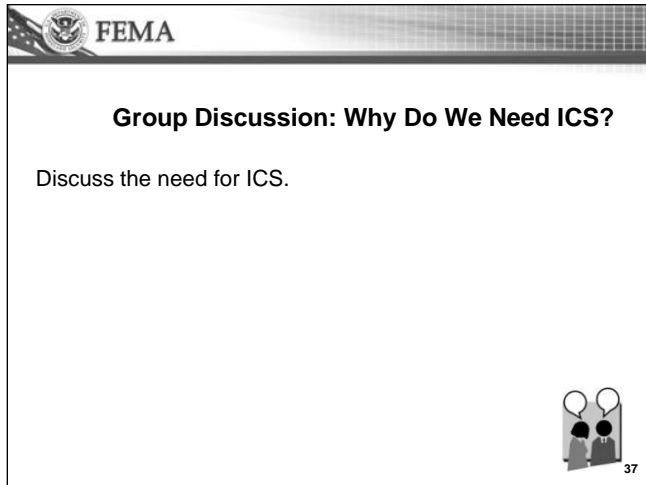 FEMA
Group Discussion: Why Do We Need ICS?
Discuss the need for ICS.
37